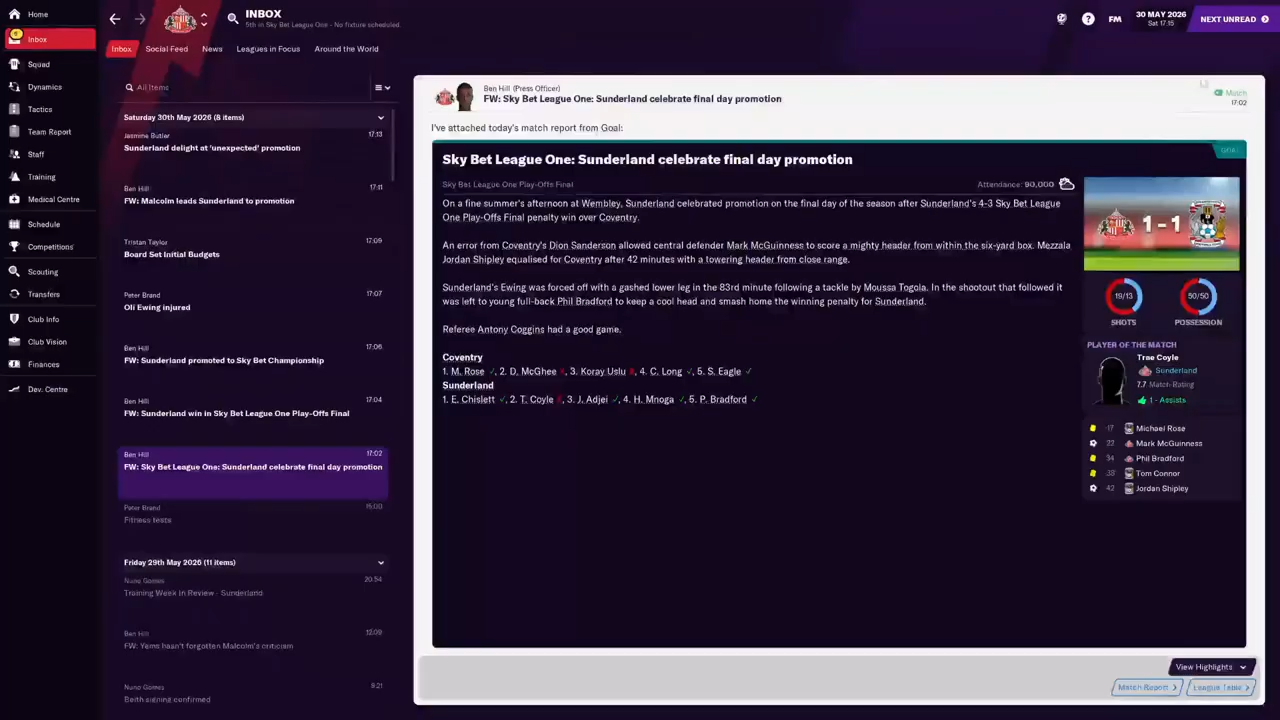 Home
Inbox
Squad
Dynamics
Tactics
Team Report
Staff
Training
Medical Centre
Schedule
Competitions
Scouting
Transfers
Club Info
Club Vision
Finances
Dev. Centre
INBOX
5th in Sky Bet League One - No fixture scheduled.
FM
30 MAY 2026
Sat 17:15
NEXT UNREAD
Inbox
Social Feed
News
Leagues in Focus
Around the World
All Items
Saturday 30th May 2026 (8 items)
Jasmine Butler 17:13
Sunderland delight at 'unexpected' promotion
Ben Hill 17:11
FW: Malcolm leads Sunderland to promotion
Tristan Taylor 17:09
Board Set Initial Budgets
Peter Brand 17:07
Oli Ewing injured
Ben Hill 17:06
FW: Sunderland promoted to Sky Bet Championship
Ben Hill 17:04
FW: Sunderland win in Sky Bet League One Play-Offs Final
Ben Hill 17:02
FW: Sky Bet League One: Sunderland celebrate final day promotion
Peter Brand 15:00
Fitness tests
Friday 29th May 2026 (11 items)
Nuno Gomes 20:54
Training Week in Review - Sunderland
Ben Hill 12:09
FW: Yems hasn't forgotten Malcolm's criticism
Nuno Gomes 9:21
Beith signing confirmed
Ben Hill (Press Officer)
FW: Sky Bet League One: Sunderland celebrate final day promotion
Match
17:02
I've attached today's match report from Goal:
GOAL
Sky Bet League One: Sunderland celebrate final day promotion
Sky Bet League One Play-Offs Final
Attendance: 90,000
On a fine summer's afternoon at Wembley, Sunderland celebrated promotion on the final day of the season after Sunderland's 4-3 Sky Bet League
One Play-Offs Final penalty win over Coventry.
An error from Coventry's Dion Sanderson allowed central defender Mark McGuinness to score a mighty header from within the six-yard box. Mezzala
Jordan Shipley equalised for Coventry after 42 minutes with a towering header from close range.
Sunderland's Ewing was forced off with a gashed lower leg in the 83rd minute following a tackle by Moussa Togola. In the shootout that followed it
was left to young full-back Phil Bradford to keep a cool head and smash home the winning penalty for Sunderland.
Referee Antony Coggins had a good game.
Coventry
1. M. Rose ✓, 2. D. McGhee ×, 3. Koray Uslu ×, 4. C. Long ✓, 5. S. Eagle ✓
Sunderland
1. E. Chislett ✓, 2. T. Coyle ×, 3. J. Adjei ✓, 4. H. Mnoga ✓, 5. P. Bradford ✓
1 - 1
19/13
SHOTS
50/50
POSSESSION
PLAYER OF THE MATCH
Trae Coyle
Sunderland
7.7 Match Rating
1 - Assists
17 Michael Rose
22 Mark McGuinness
34 Phil Bradford
38 Tom Connor
42 Jordan Shipley
View Highlights
Match Report
League Table